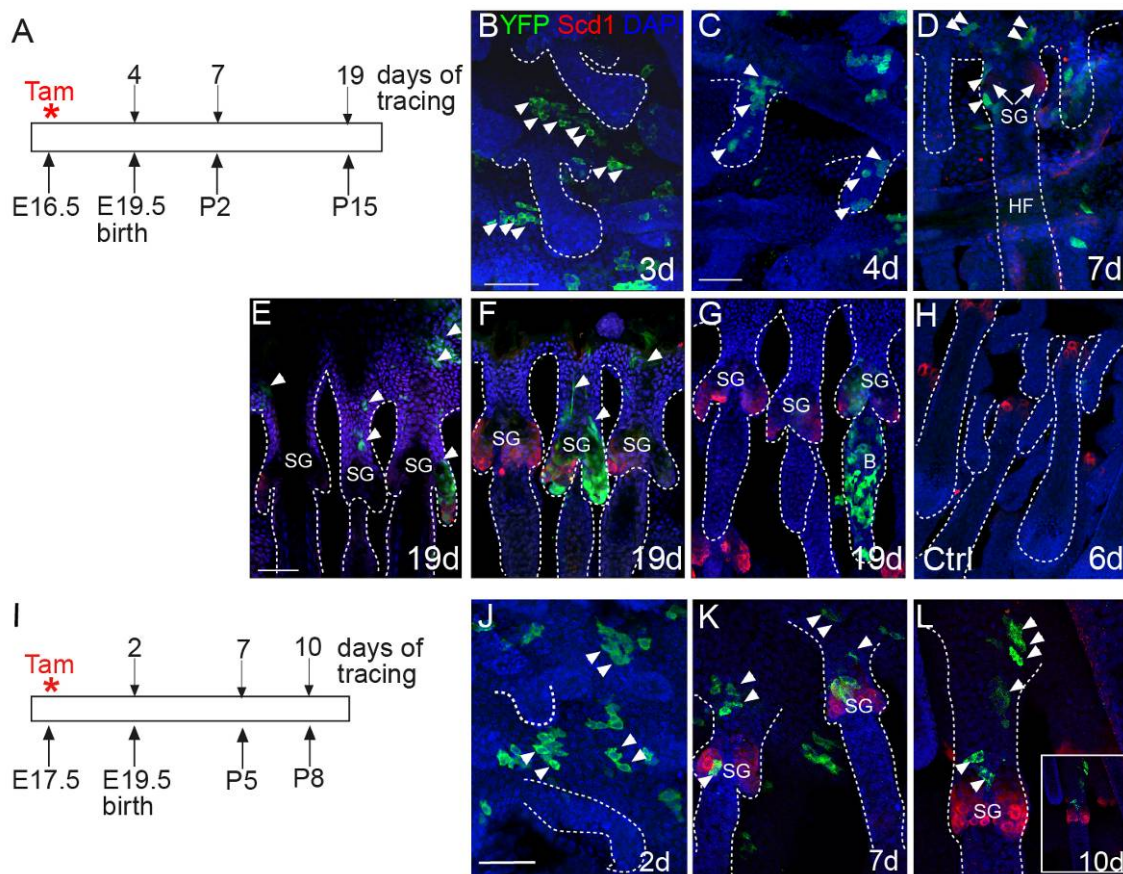 A
Tam
*
4
7
19
days of
tracing
E16.5
E19.5
birth
P2
P15
B YFP Scd1 DAPI
3d
C
4d
D
SG
HF
7d
E
SG
SG
SG
19d
F
SG
SG
SG
19d
G
SG
SG
SG
B
19d
H
Ctrl
6d
I
Tam
*
2
7
10
days of
tracing
E17.5
E19.5
birth
P5
P8
J
2d
K
SG
SG
7d
L
SG
10d